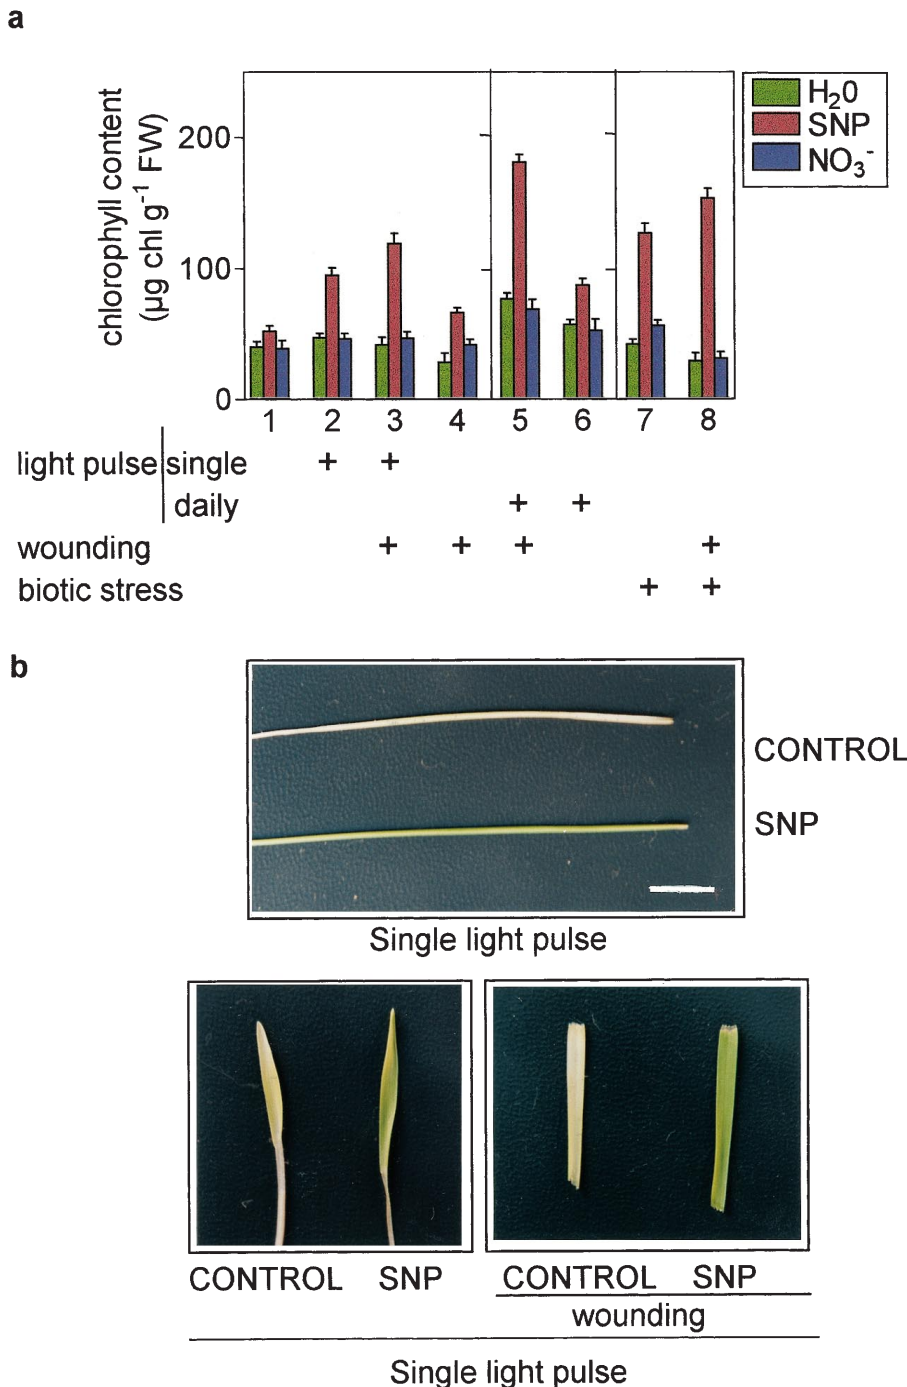 a
chlorophyll content
(µg chl g⁻¹ FW)
200
100
0
H₂0
SNP
NO₃⁻
1 2 3 4 5 6 7 8
light pulse single + +
daily + +
wounding + + + +
biotic stress + +
b
CONTROL
SNP
Single light pulse
CONTROL SNP CONTROL SNP
wounding
Single light pulse